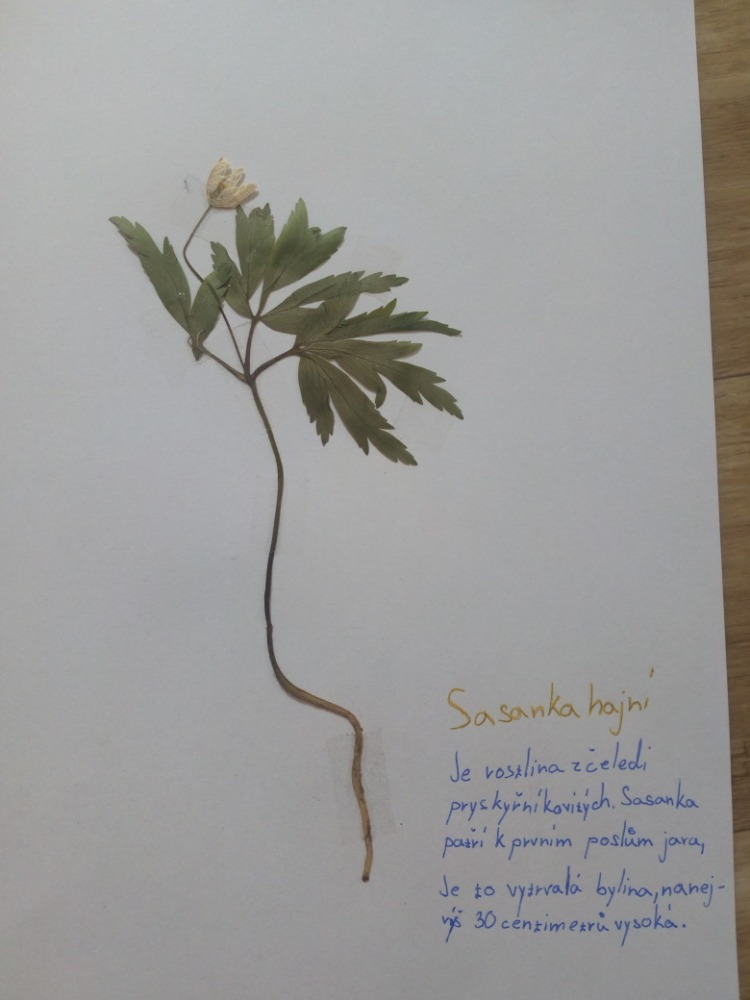 Sasanka hajní
Je rostlina z čeledi
pryskyřníkovitých. Sasanka
patří k prvním poslům jara,
Je to vytrvalá bylina, nanej-
výš 30 centimetrů vysoká.